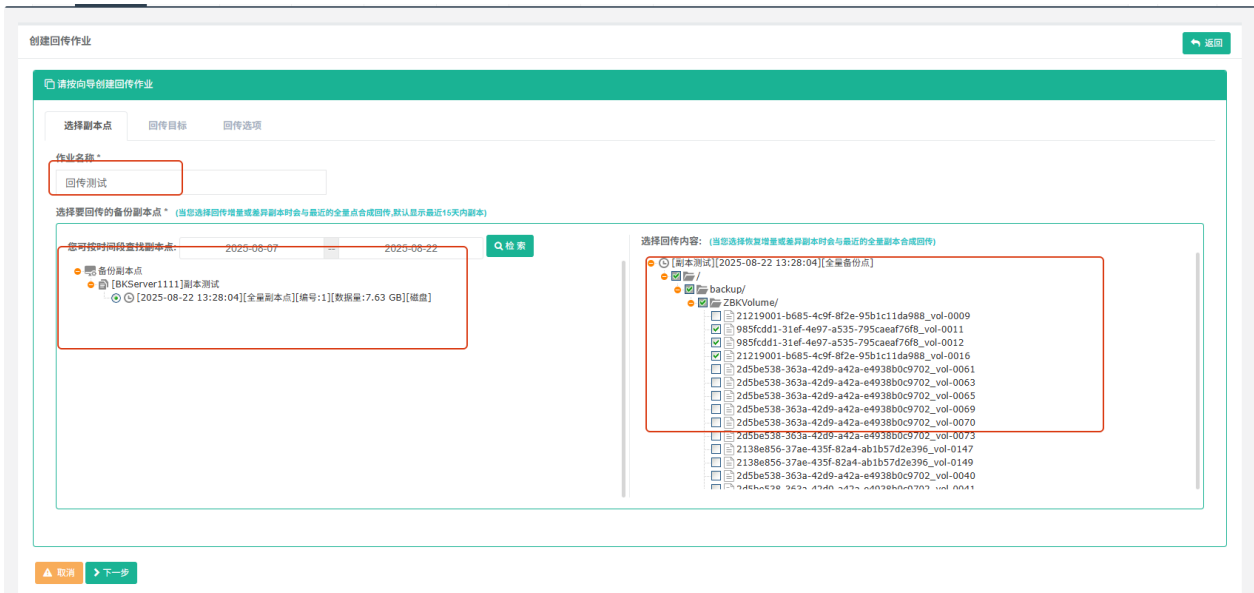 创建回传作业
返回
请按向导创建回传作业
选择副本点 回传目标 回传选项
作业名称 *
回传测试
选择要回传的备份副本点 * (当您选择回传增量或差异副本时会与最近的全量点合成回传,默认显示最近15天内副本)
您可按时间段查找副本点: 2025-08-07 -- 2025-08-22 检 索
备份副本点
[BKServer1111]副本测试
[2025-08-22 13:28:04][全量副本点][编号:1][数据量:7.63 GB][磁盘]
选择回传内容: (当您选择恢复增量或差异副本时会与最近的全量副本合成回传)
[副本测试][2025-08-22 13:28:04][全量备份点]
/
backup/
ZBKVolume/
21219001-b685-4c9f-8f2e-95b1c11da988_vol-0009
985fcdd1-31ef-4e97-a535-795caeaf76f8_vol-0011
985fcdd1-31ef-4e97-a535-795caeaf76f8_vol-0012
21219001-b685-4c9f-8f2e-95b1c11da988_vol-0016
2d5be538-363a-42d9-a42a-e4938b0c9702_vol-0061
2d5be538-363a-42d9-a42a-e4938b0c9702_vol-0063
2d5be538-363a-42d9-a42a-e4938b0c9702_vol-0065
2d5be538-363a-42d9-a42a-e4938b0c9702_vol-0069
2d5be538-363a-42d9-a42a-e4938b0c9702_vol-0070
2d5be538-363a-42d9-a42a-e4938b0c9702_vol-0073
2138e856-37ae-435f-82a4-ab1b57d2e396_vol-0147
2138e856-37ae-435f-82a4-ab1b57d2e396_vol-0149
2d5be538-363a-42d9-a42a-e4938b0c9702_vol-0040
2d5be538-363a-42d9-a42a-e4938b0c9702_vol-0041
取消 下一步